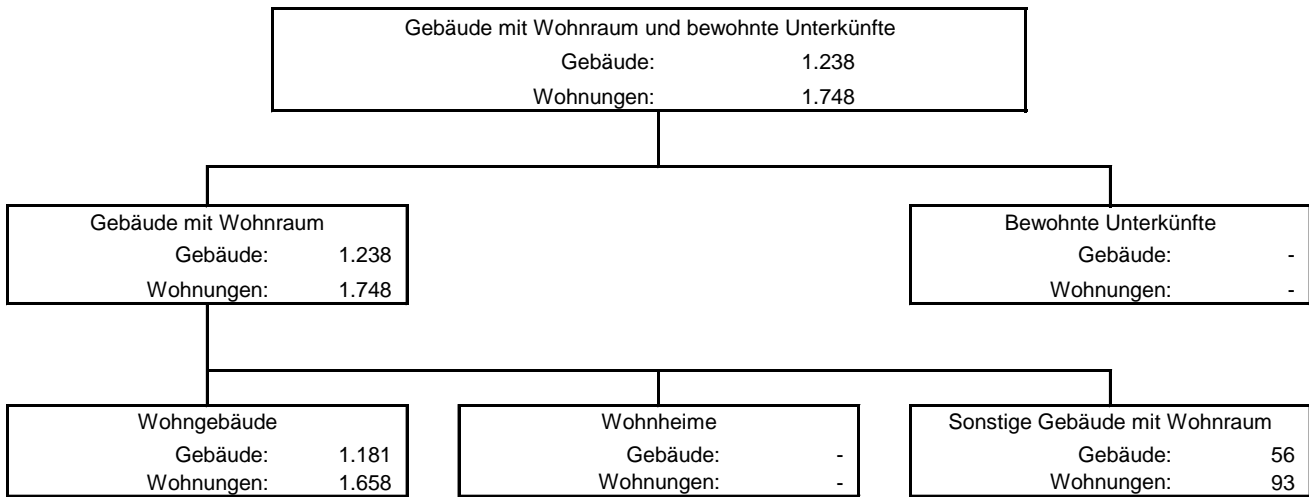 Gebäude mit Wohnraum und bewohnte Unterkünfte
Gebäude: 1.238
Wohnungen: 1.748
Gebäude mit Wohnraum
Gebäude: 1.238
Wohnungen: 1.748
Bewohnte Unterkünfte
Gebäude: -
Wohnungen: -
Wohngebäude
Gebäude: 1.181
Wohnungen: 1.658
Wohnheime
Gebäude: -
Wohnungen: -
Sonstige Gebäude mit Wohnraum
Gebäude: 56
Wohnungen: 93